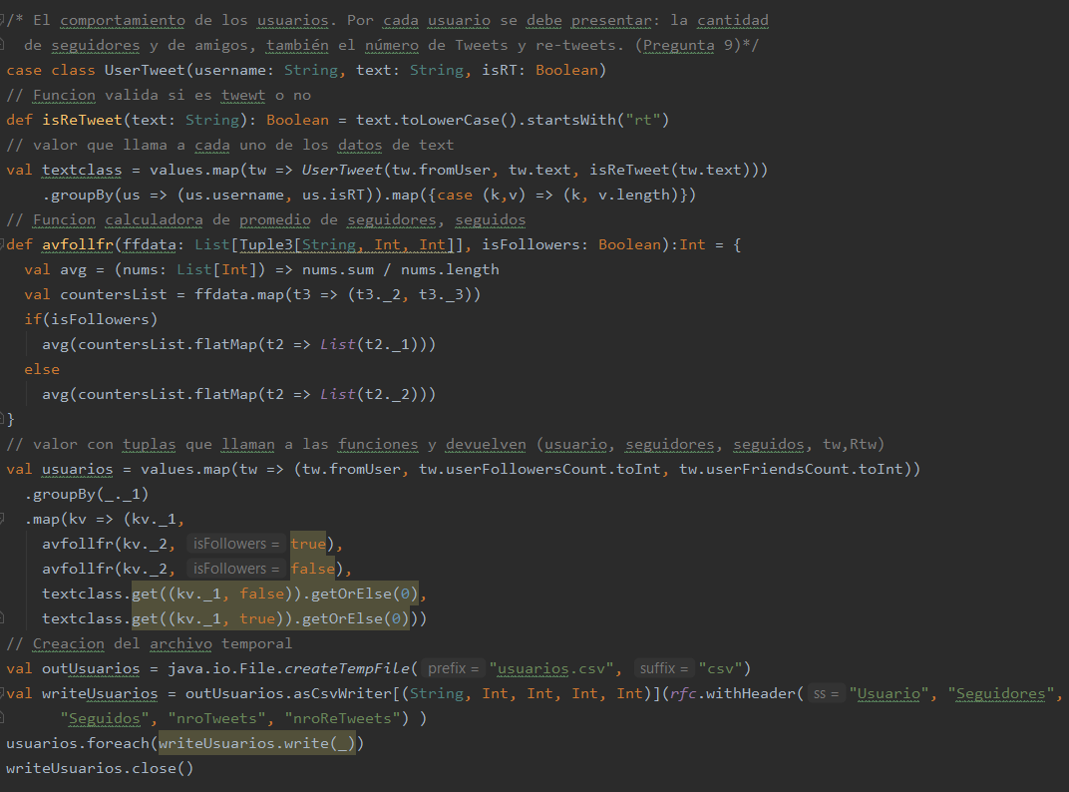 /* El comportamiento de los usuarios. Por cada usuario se debe presentar: la cantidad
de seguidores y de amigos, también el número de Tweets y re-tweets. (Pregunta 9)*/
case class UserTweet(username: String, text: String, isRT: Boolean)
// Funcion valida si es twewt o no
def isReTweet(text: String): Boolean = text.toLowerCase().startsWith("rt")
// valor que llama a cada uno de los datos de text
val textclass = values.map(tw => UserTweet(tw.fromUser, tw.text, isReTweet(tw.text)))
.groupBy(us => (us.username, us.isRT)).map({case (k,v) => (k, v.length)})
// Funcion calculadora de promedio de seguidores, seguidos
def avfollfr(ffdata: List[Tuple3[String, Int, Int]], isFollowers: Boolean):Int = {
val avg = (nums: List[Int]) => nums.sum / nums.length
val countersList = ffdata.map(t3 => (t3._2, t3._3))
if(isFollowers)
avg(countersList.flatMap(t2 => List(t2._1)))
else
avg(countersList.flatMap(t2 => List(t2._2)))
}
// valor con tuplas que llaman a las funciones y devuelven (usuario, seguidores, seguidos, tw,Rtw)
val usuarios = values.map(tw => (tw.fromUser, tw.userFollowersCount.toInt, tw.userFriendsCount.toInt))
.groupBy(_._1)
.map(kv => (kv._1,
avfollfr(kv._2, isFollowers = true),
avfollfr(kv._2, isFollowers = false),
textclass.get((kv._1, false)).getOrElse(0),
textclass.get((kv._1, true)).getOrElse(0)))
// Creacion del archivo temporal
val outUsuarios = java.io.File.createTempFile( prefix = "usuarios.csv", suffix = "csv")
val writeUsuarios = outUsuarios.asCsvWriter[(String, Int, Int, Int, Int)](rfc.withHeader( ss = "Usuario", "Seguidores",
"Seguidos", "nroTweets", "nroReTweets") )
usuarios.foreach(writeUsuarios.write(_))
writeUsuarios.close()